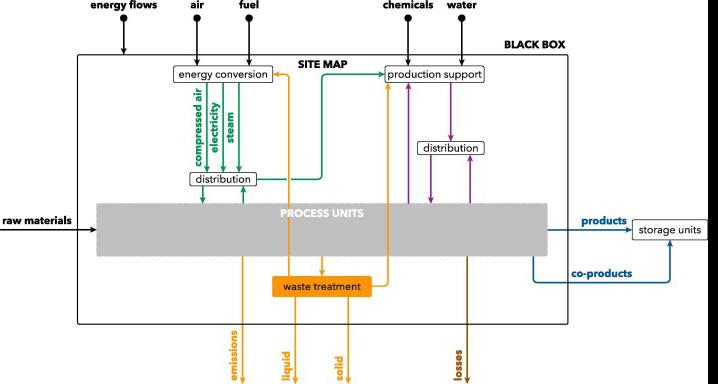 energy flows
air
fuel
chemicals
water
BLACK BOX
SITE MAP
energy conversion
production support
compressed air
electricity
steam
distribution
distribution
raw materials
PROCESS UNITS
products
storage units
co-products
waste treatment
emissions
liquid
solid
losses